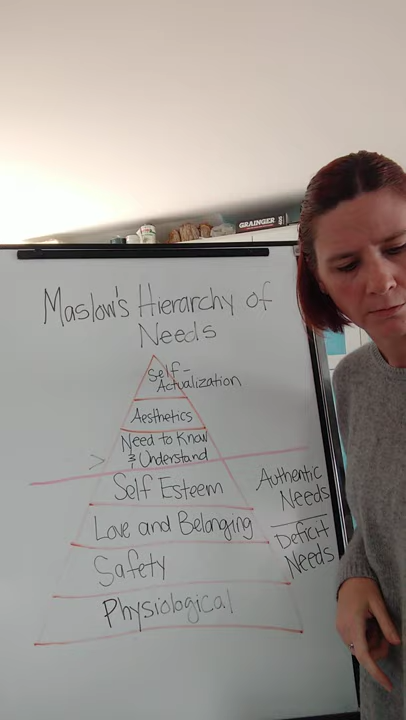 GRAINGER
Maslow's Hierarchy of
Needs
Self-
Actualization
Aesthetics
Need to Know
& Understand
>
Self Esteem
Love and Belonging
Safety
Physiological
Authentic
Needs
Deficit
Needs